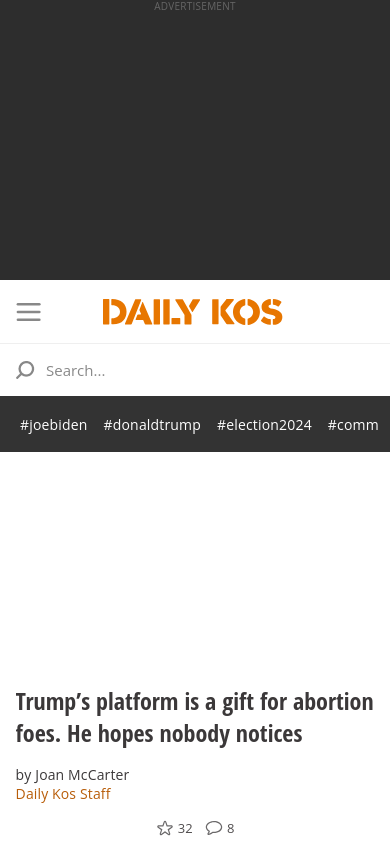 ADVERTISEMENT
DAILY KOS
Search...
#joebiden #donaldtrump #election2024 #comm
Trump’s platform is a gift for abortion
foes. He hopes nobody notices
by Joan McCarter
Daily Kos Staff
32 8